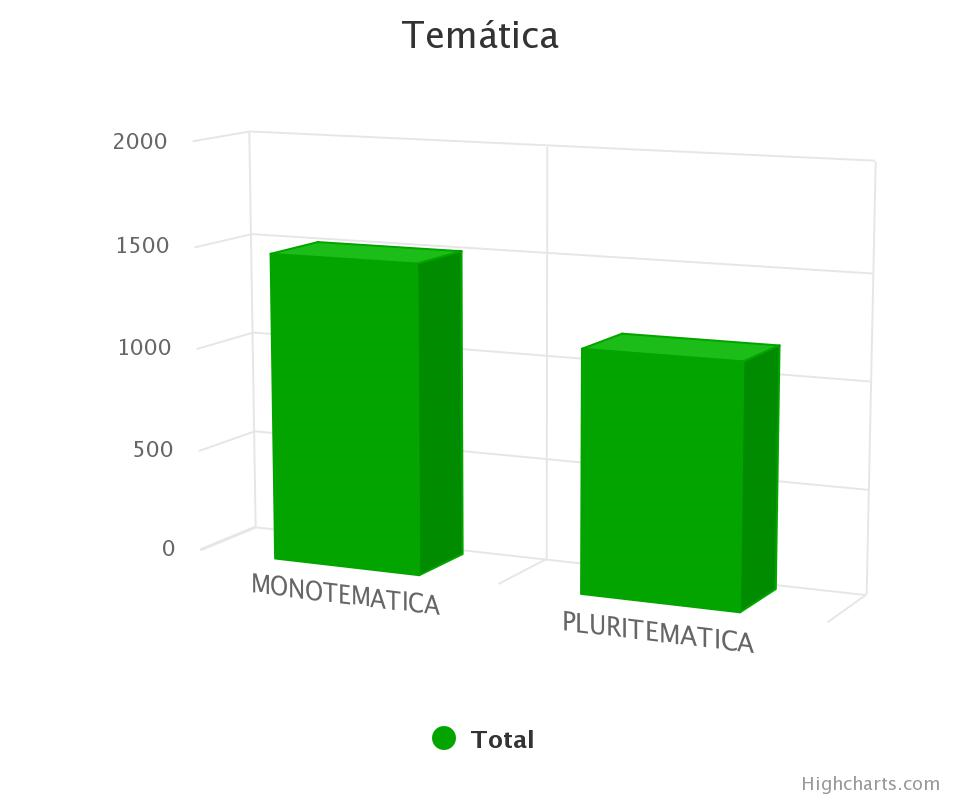 Temática
2000
1500
1000
500
0
MONOTEMATICA
PLURITEMATICA
Total
Highcharts.com